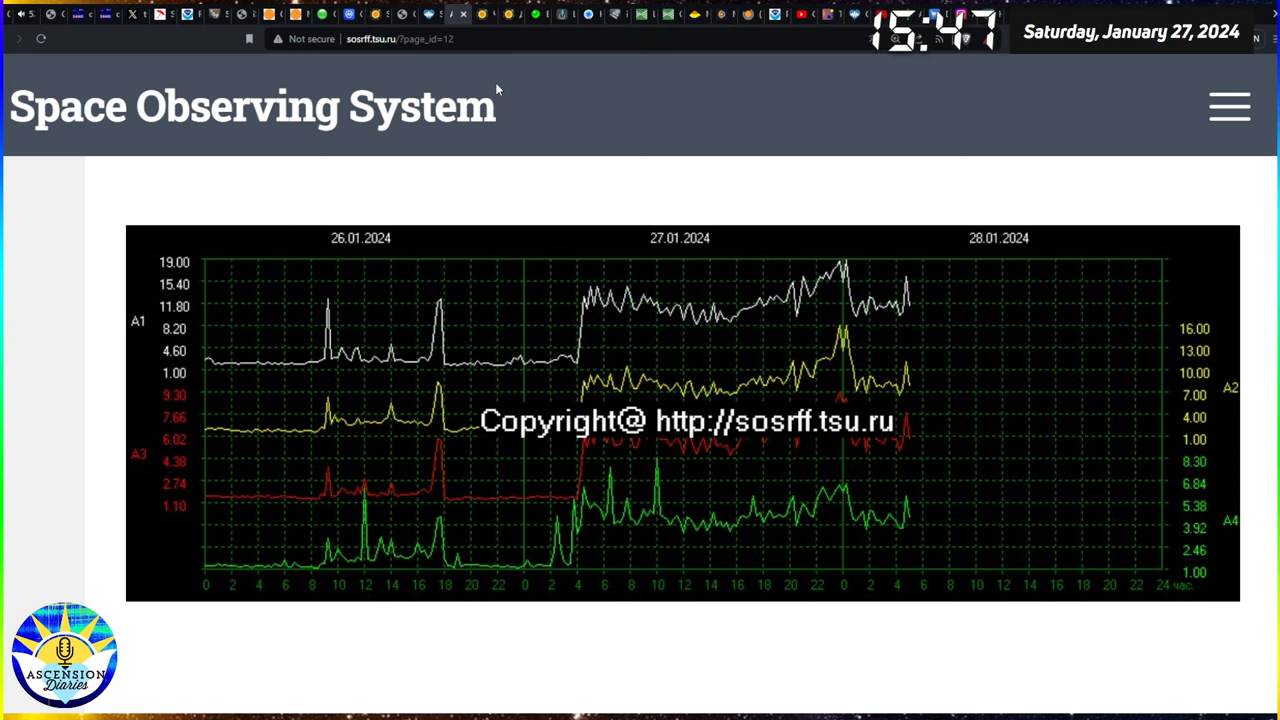 15:47
Saturday, January 27, 2024
Not secure sosrff.tsu.ru/?page_id=12
Space Observing System
26.01.2024 27.01.2024 28.01.2024
19.00
15.40
11.80
A1
8.20
4.60
1.00
9.30
7.66
6.02
A3
4.38
2.74
1.10
16.00
13.00
10.00
A2
7.00
4.00
1.00
8.30
6.84
5.38
A4
3.92
2.46
1.00
Copyright@ http://sosrff.tsu.ru
0 2 4 6 8 10 12 14 16 18 20 22 0 2 4 6 8 10 12 14 16 18 20 22 0 2 4 6 8 10 12 14 16 18 20 22 24 час.
ASCENSION
Diaries